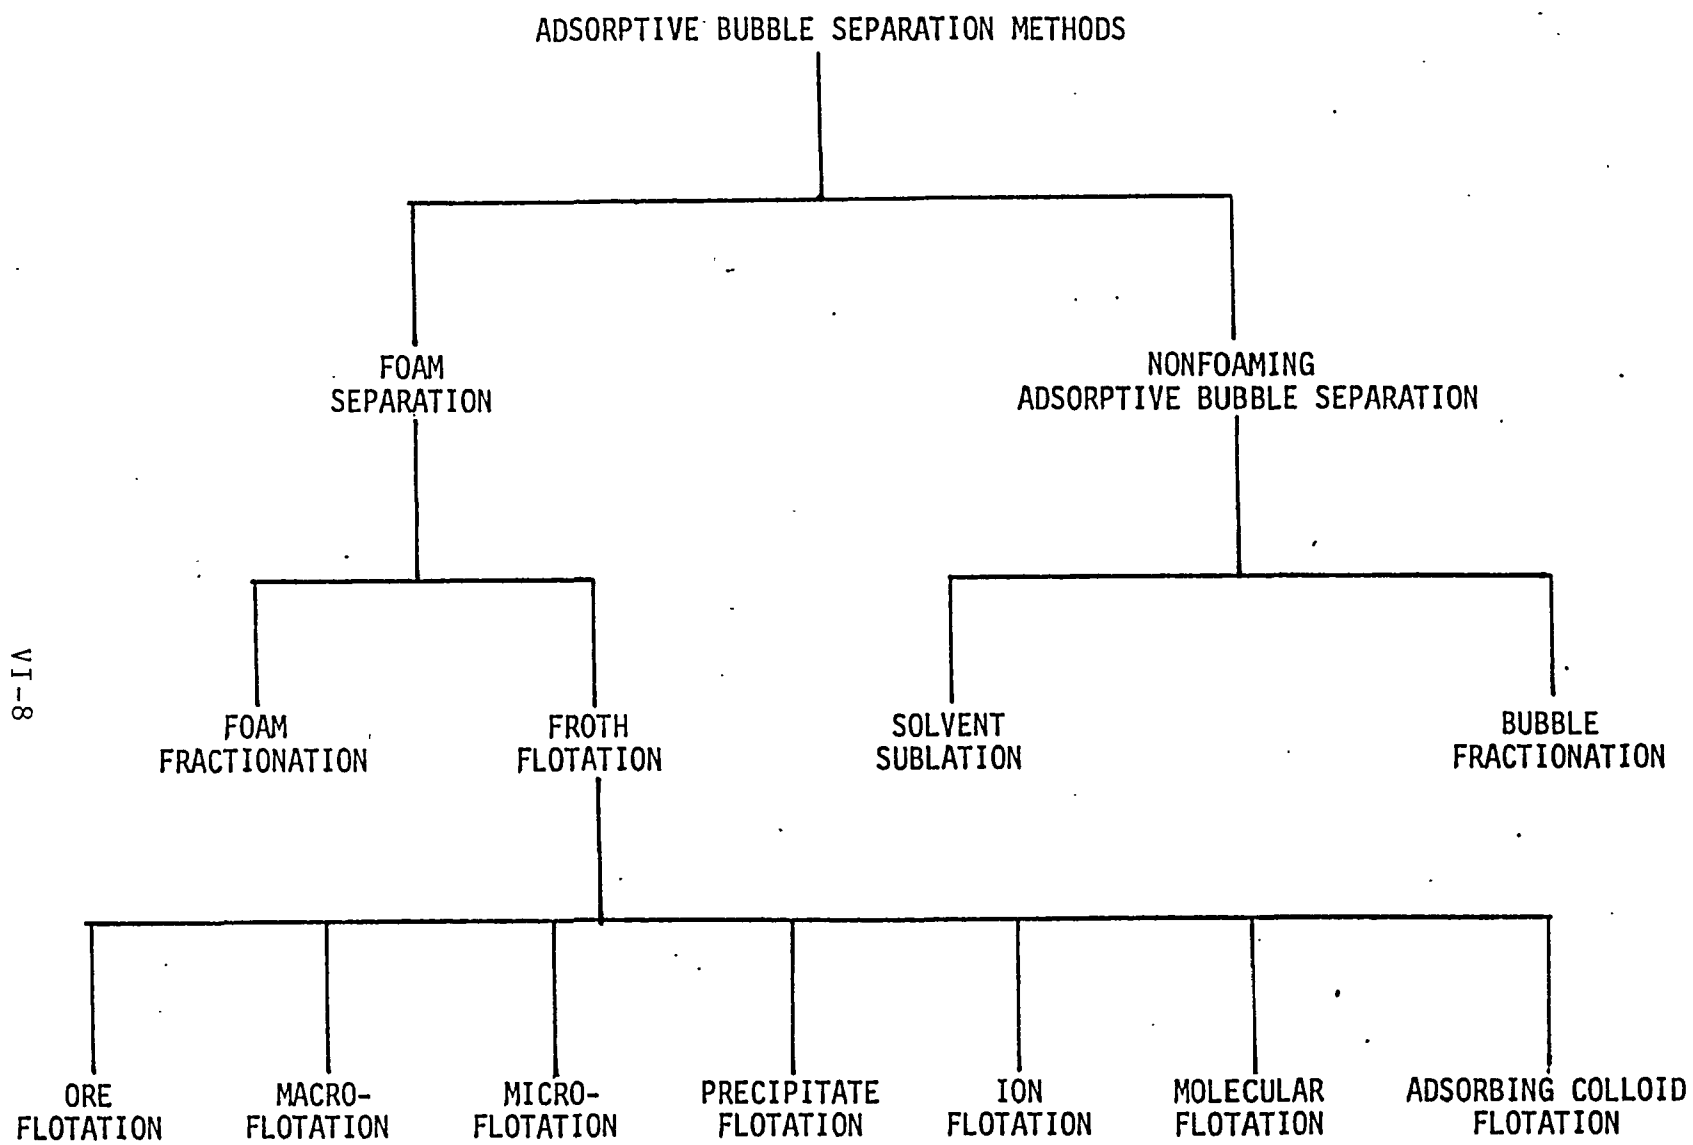 ADSORPTIVE BUBBLE SEPARATION METHODS
FOAM
SEPARATION
NONFOAMING
ADSORPTIVE BUBBLE SEPARATION
FOAM
FRACTIONATION
FROTH
FLOTATION
SOLVENT
SUBLATION
BUBBLE
FRACTIONATION
ORE
FLOTATION
MACRO-
FLOTATION
MICRO-
FLOTATION
PRECIPITATE
FLOTATION
ION
FLOTATION
MOLECULAR
FLOTATION
ADSORBING COLLOID
FLOTATION
VI-8